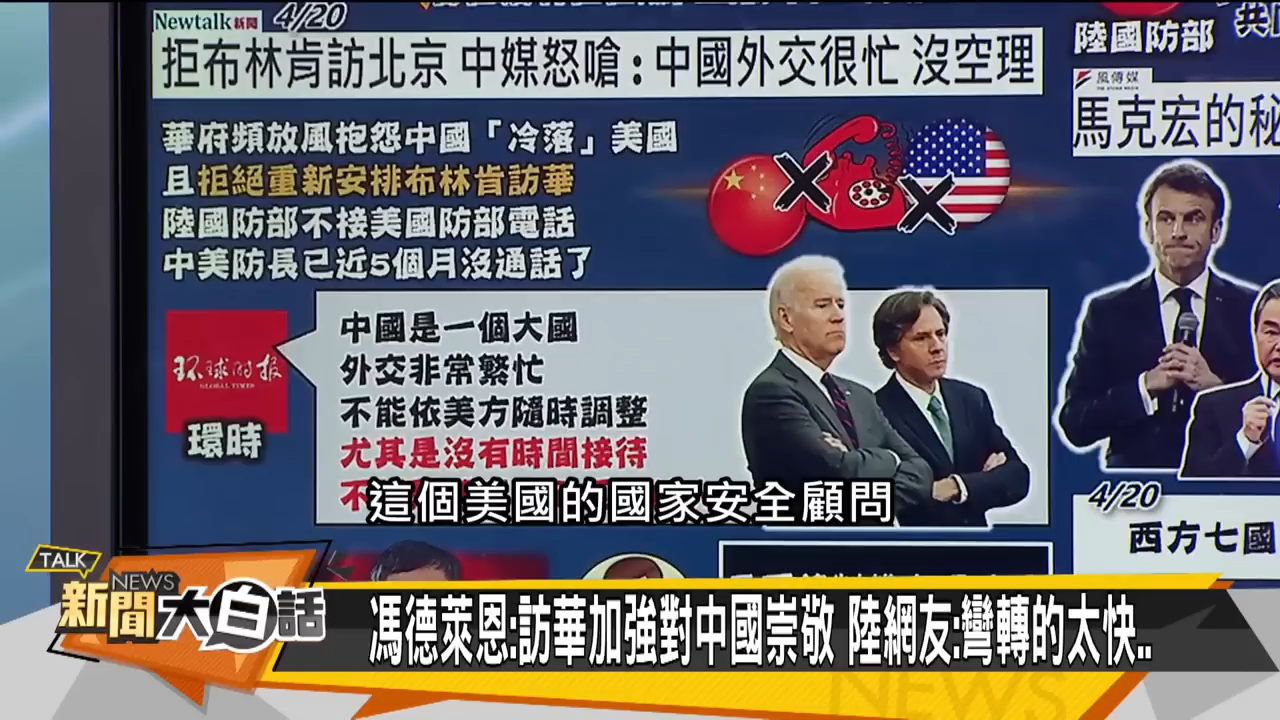 Newtalk新聞
4/20
拒布林肯訪北京 中媒怒嗆:中國外交很忙 沒空理
華府頻放風抱怨中國「冷落」美國
且拒絕重新安排布林肯訪華
陸國防部不接美國防部電話
中美防長已近5個月沒通話了
环球时报
GLOBAL TIMES
環時
中國是一個大國
外交非常繁忙
不能依美方隨時調整
尤其是沒有時間接待
不
陸國防部
風傳媒
馬克宏的秘
4/20
西方七國
這個美國的國家安全顧問
TALK
NEWS
新聞大白話
馮德萊恩:訪華加強對中國崇敬 陸網友:彎轉的太快..
NEWS